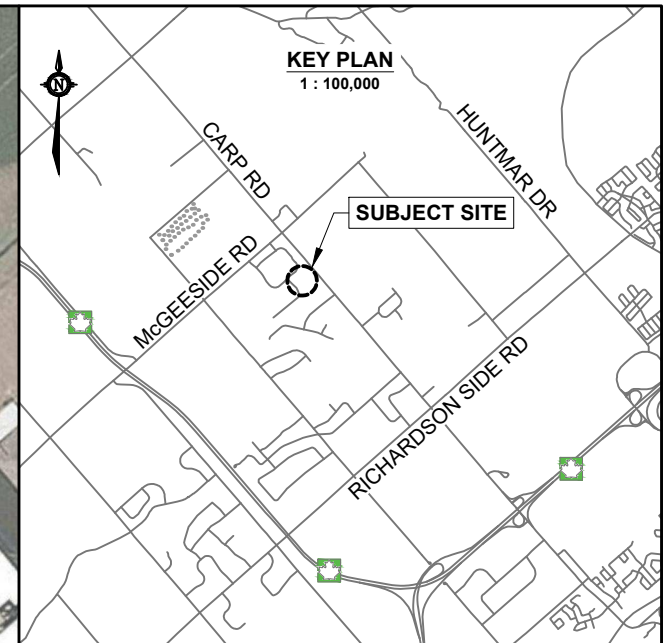 KEY PLAN
1 : 100,000
N
CARP RD
HUNTMAR DR
SUBJECT SITE
McGEESIDE RD
RICHARDSON SIDE RD